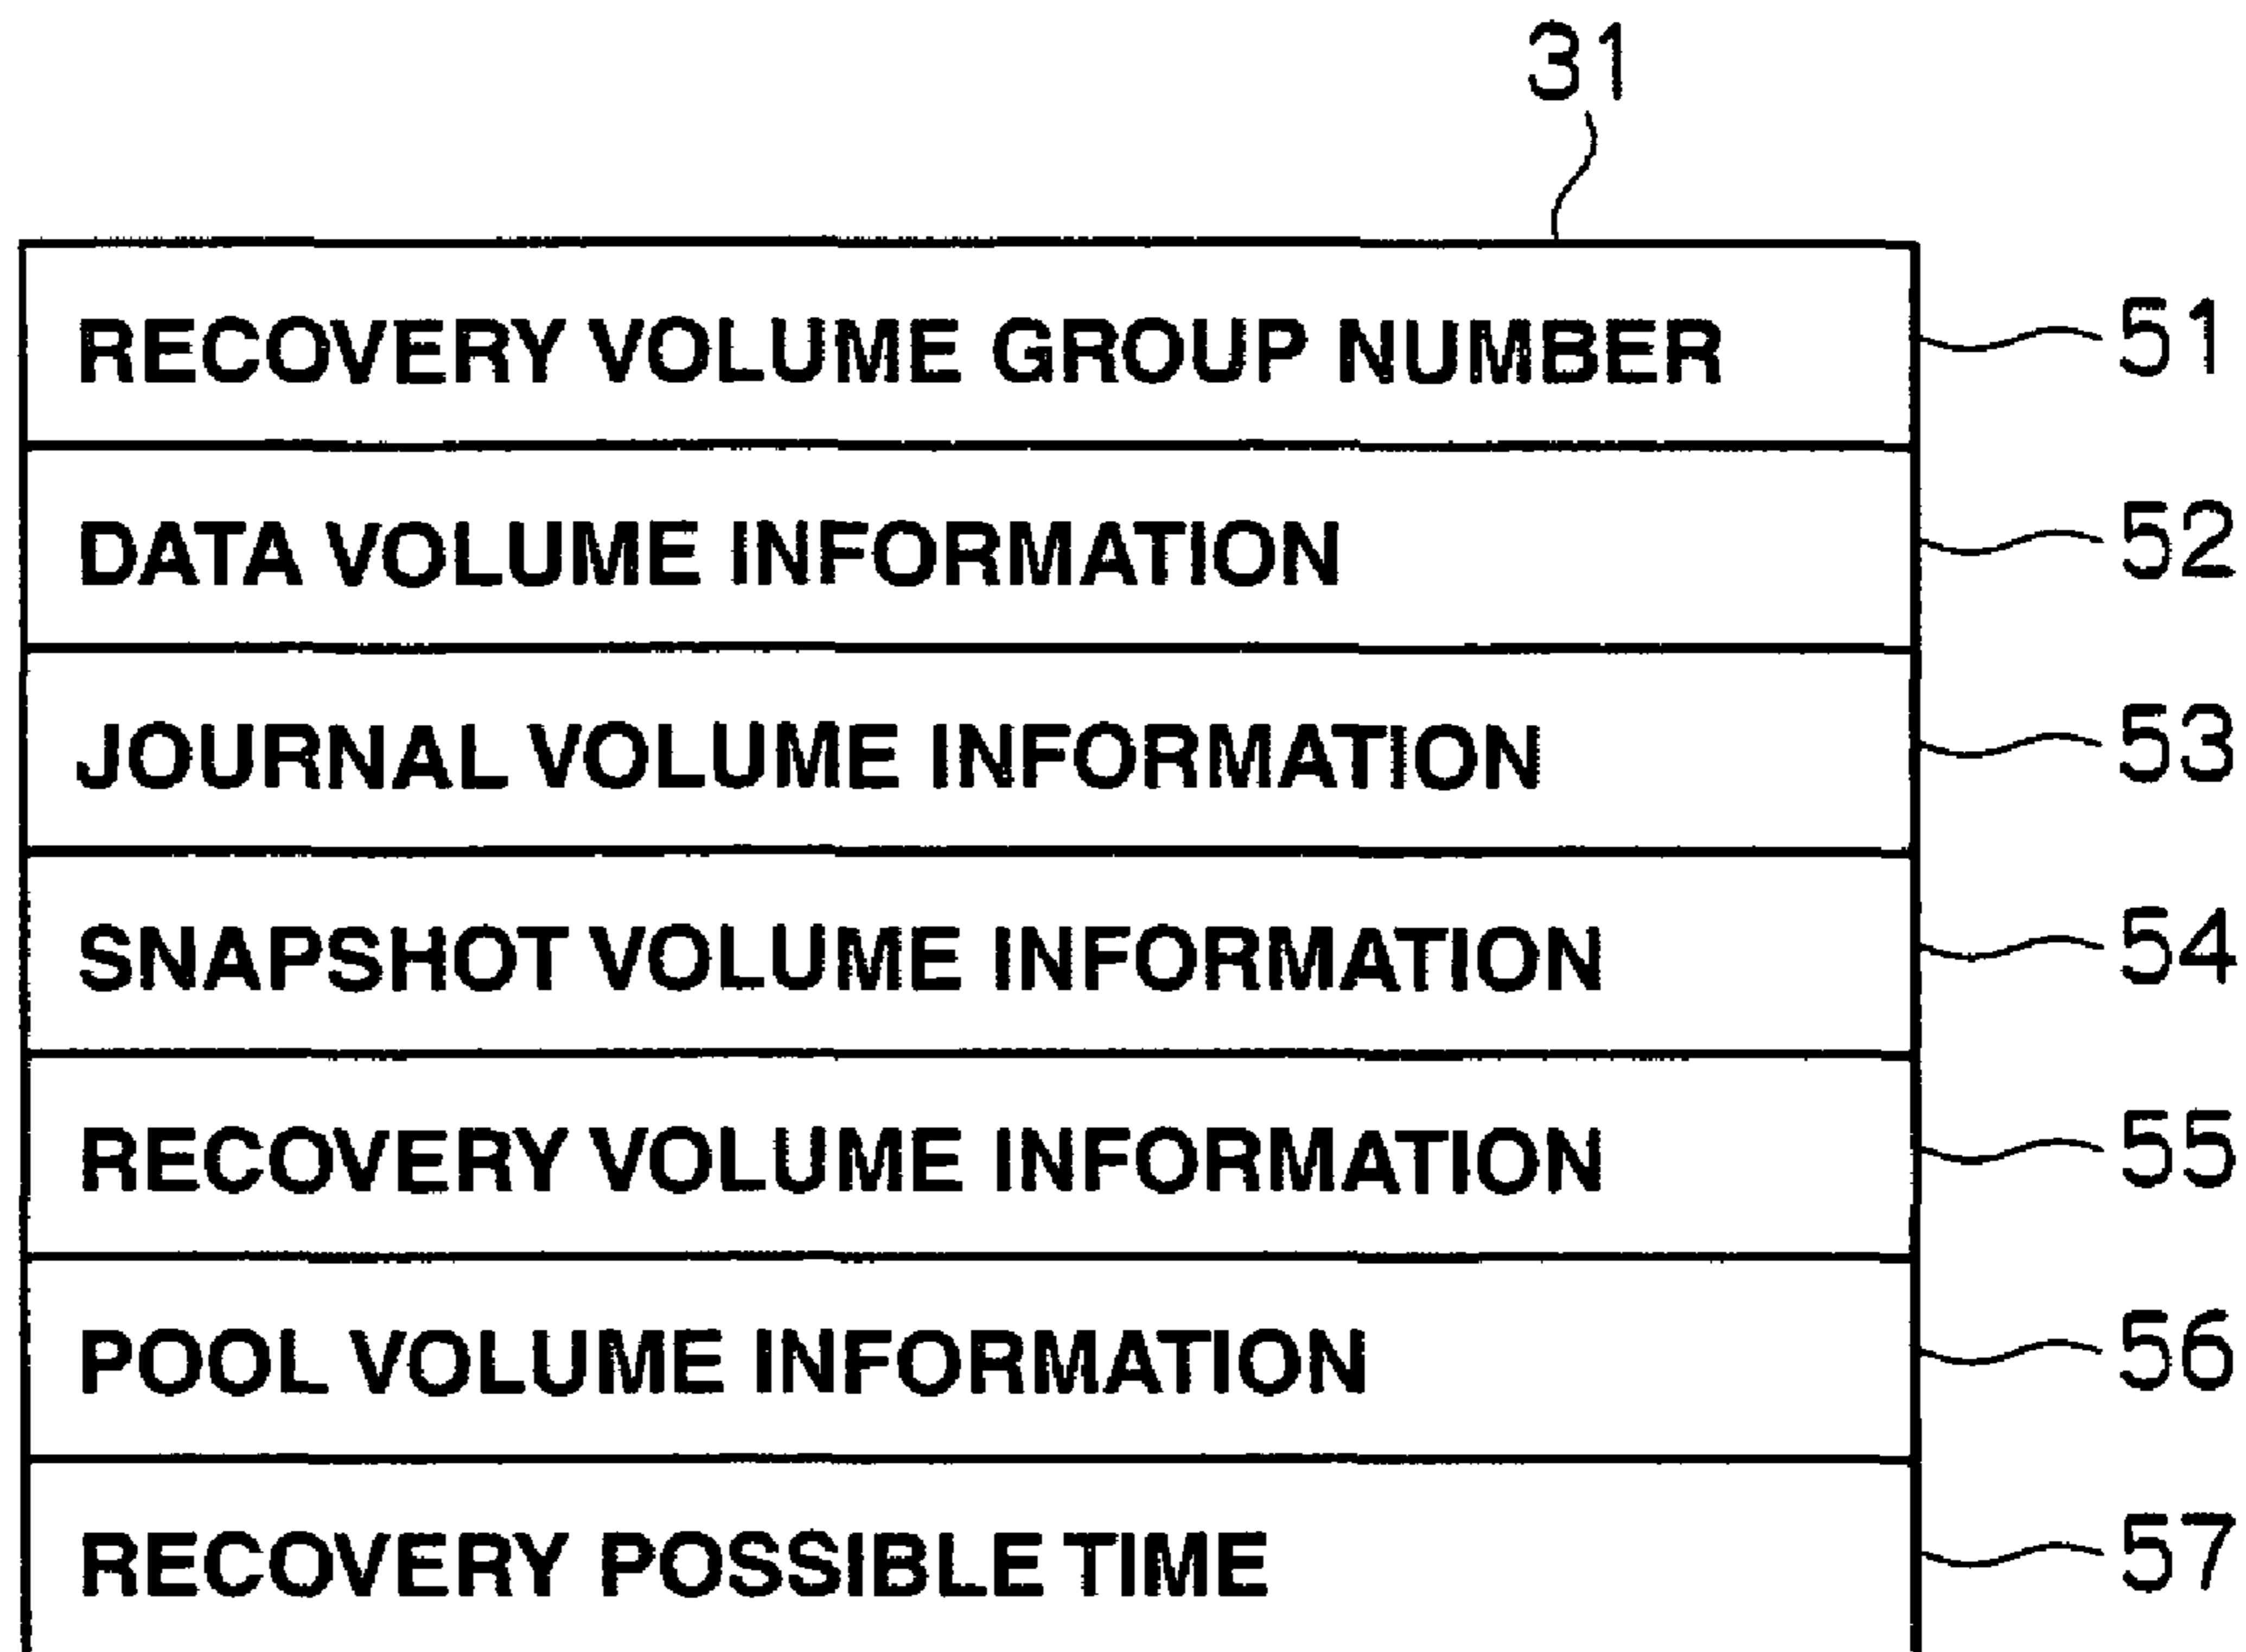 31
RECOVERY VOLUME GROUP NUMBER 51
DATA VOLUME INFORMATION 52
JOURNAL VOLUME INFORMATION 53
SNAPSHOT VOLUME INFORMATION 54
RECOVERY VOLUME INFORMATION 55
POOL VOLUME INFORMATION 56
RECOVERY POSSIBLE TIME 57